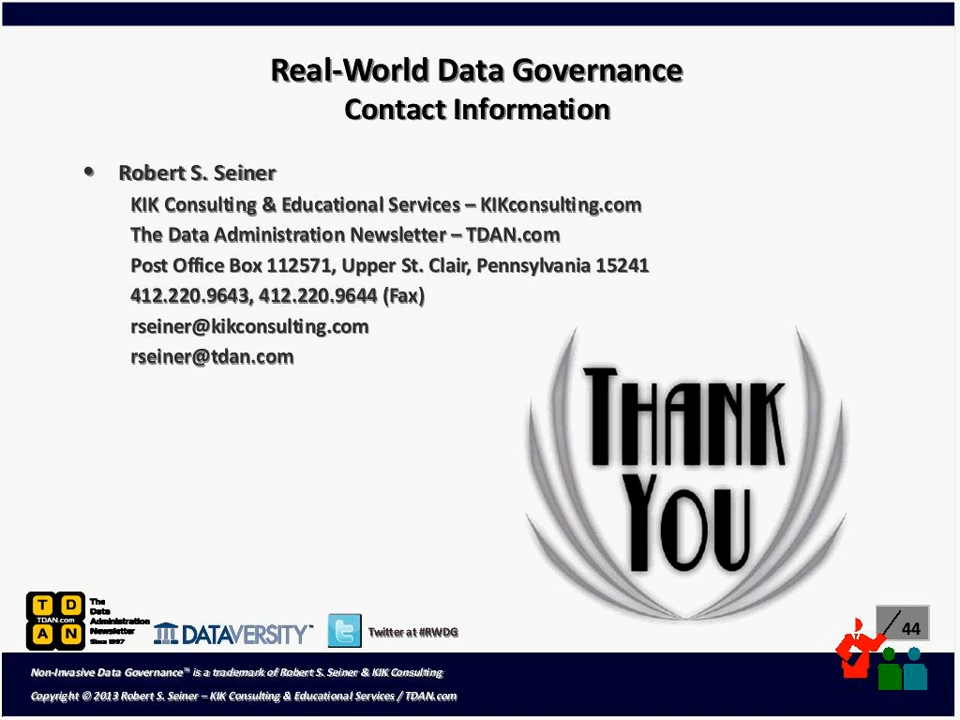 Real-World Data Governance
Contact Information
• Robert S. Seiner
KIK Consulting & Educational Services – KIKconsulting.com
The Data Administration Newsletter – TDAN.com
Post Office Box 112571, Upper St. Clair, Pennsylvania 15241
412.220.9643, 412.220.9644 (Fax)
rseiner@kikconsulting.com
rseiner@tdan.com
THANK
YOU
T D
TDAN.com
A N
The
Data
Administration
Newsletter
Since 1997
DATAVERSITY™
Twitter at #RWDG
44
Non-Invasive Data Governance™ is a trademark of Robert S. Seiner & KIK Consulting
Copyright © 2013 Robert S. Seiner – KIK Consulting & Educational Services / TDAN.com